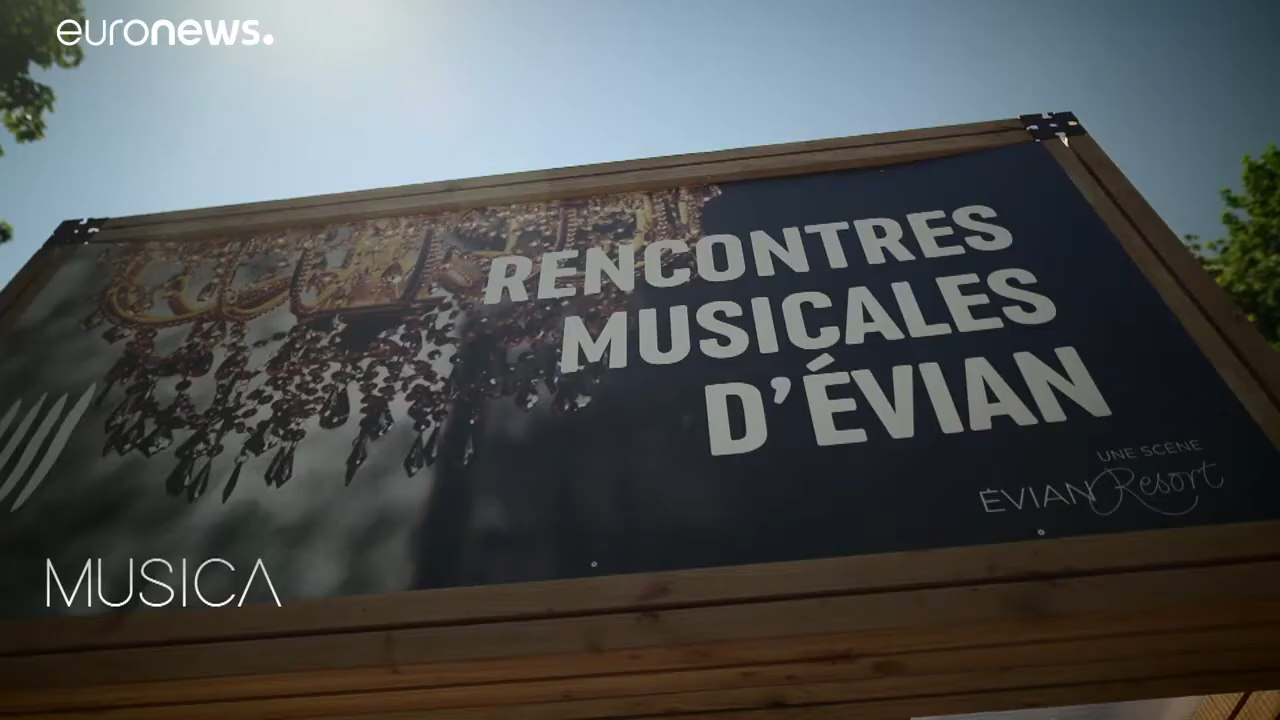 euronews.
RENCONTRES
MUSICALES
D'ÉVIAN
UNE SCÈNE
ÉVIAN Resort
MUSICA